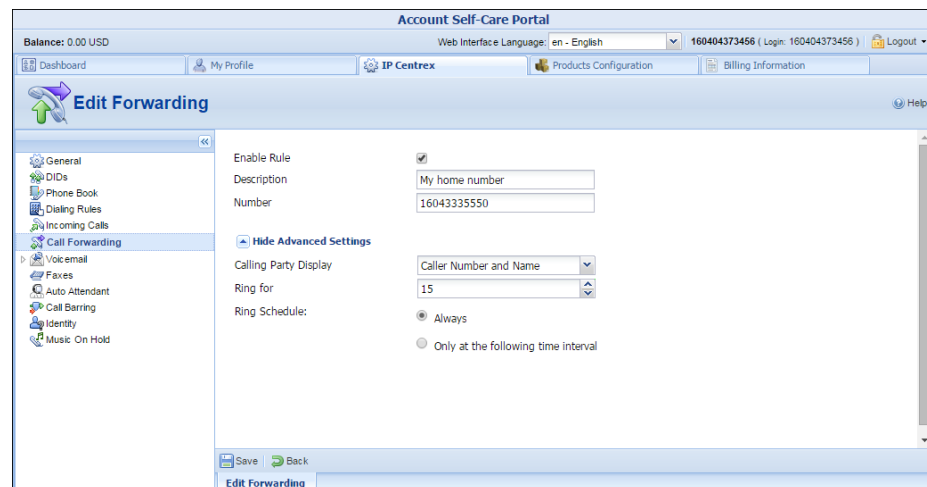 Account Self-Care Portal
Balance: 0.00 USD
Web Interface Language: en - English
160404373456 ( Login: 160404373456 )
Logout
Dashboard
My Profile
IP Centrex
Products Configuration
Billing Information
Edit Forwarding
Help
General
DIDs
Phone Book
Dialing Rules
Incoming Calls
Call Forwarding
Voicemail
Faxes
Auto Attendant
Call Barring
Identity
Music On Hold
Enable Rule
Description My home number
Number 16043335550
Hide Advanced Settings
Calling Party Display Caller Number and Name
Ring for 15
Ring Schedule: Always
Only at the following time interval
Save Back
Edit Forwarding